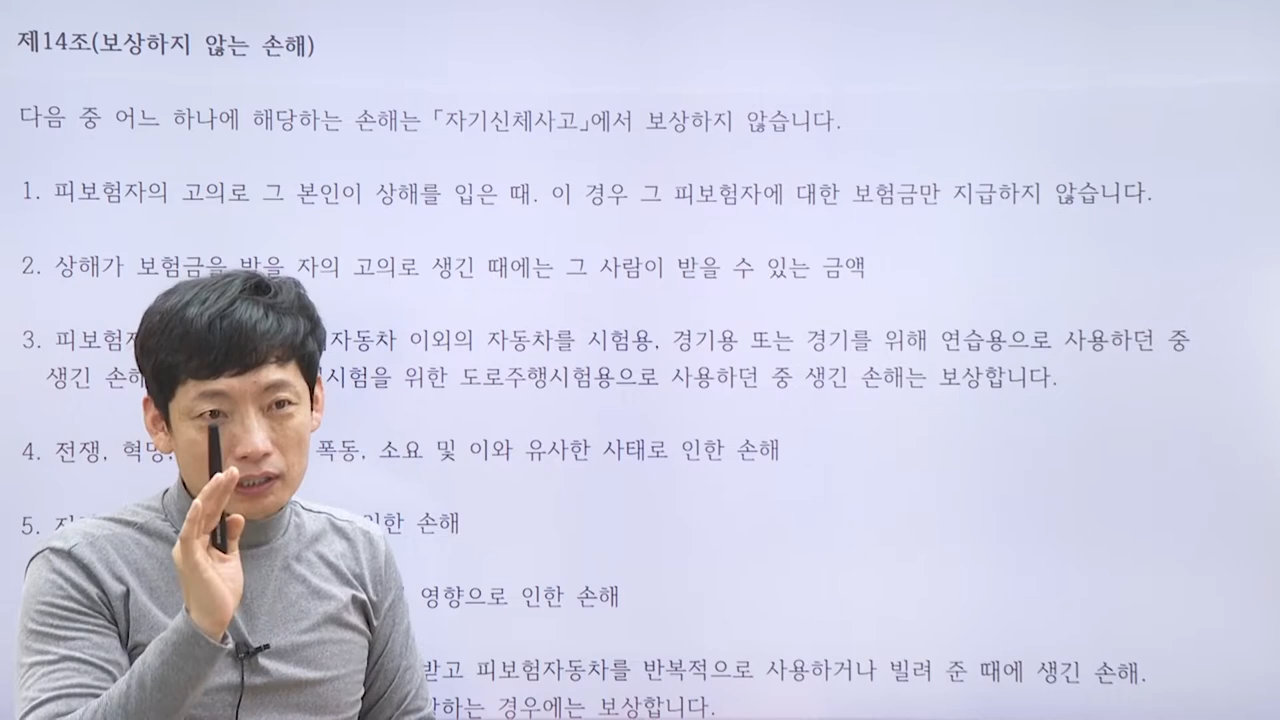 제14조(보상하지 않는 손해)
다음 중 어느 하나에 해당하는 손해는 「자기신체사고」에서 보상하지 않습니다.
1. 피보험자의 고의로 그 본인이 상해를 입은 때. 이 경우 그 피보험자에 대한 보험금만 지급하지 않습니다.
2. 상해가 보험금을 받을 자의 고의로 생긴 때에는 그 사람이 받을 수 있는 금액
3. 피보험자 자동차 이외의 자동차를 시험용, 경기용 또는 경기를 위해 연습용으로 사용하던 중
생긴 손해 시험을 위한 도로주행시험용으로 사용하던 중 생긴 손해는 보상합니다.
4. 전쟁, 혁명, 폭동, 소요 및 이와 유사한 사태로 인한 손해
5. 인한 손해
영향으로 인한 손해
받고 피보험자동차를 반복적으로 사용하거나 빌려 준 때에 생긴 손해.
경우에는 보상합니다.